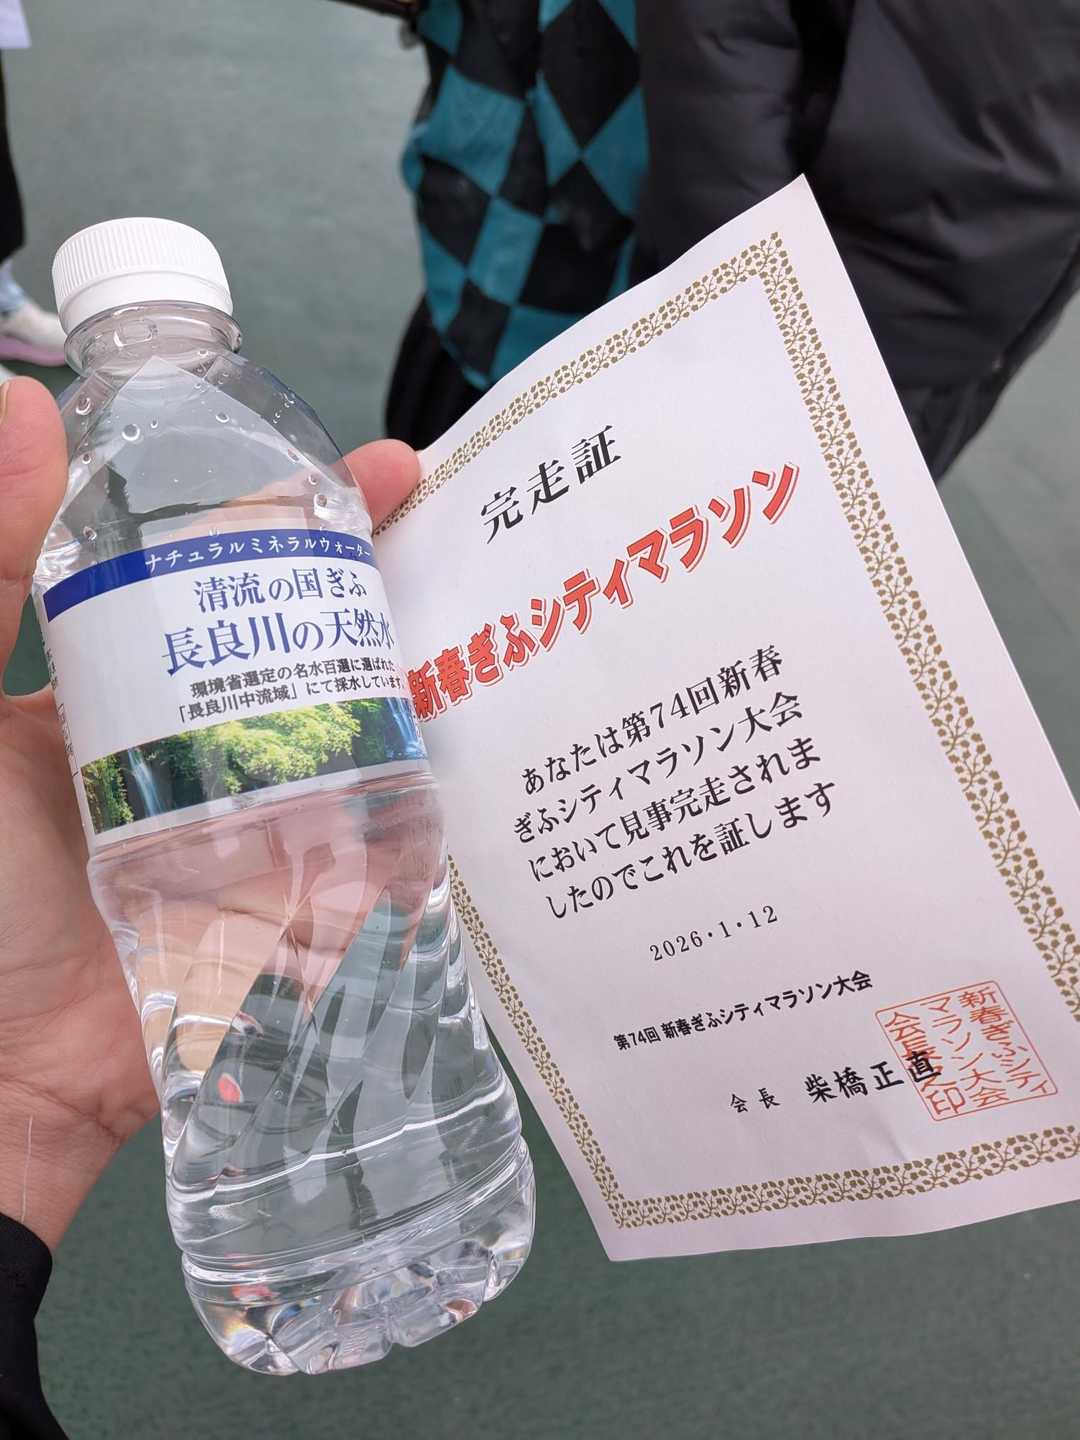 ナチュラルミネラルウォーター
清流の国ぎふ
長良川の天然水
環境省選定の名水百選に選ばれた
「長良川中流域」にて採水しています。
完走証
新春ぎふシティマラソン
あなたは第74回新春
ぎふシティマラソン大会
において見事完走されま
したのでこれを証します
2026・1・12
第74回 新春ぎふシティマラソン大会
会長 柴橋正直
新春ぎふシティ
マラソン大会
会長之印